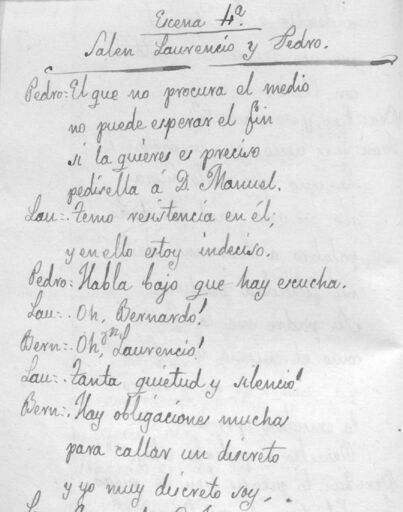 Escena 4ª.
Salen Laurencio y Pedro.
Pedro: El que no procura el medio
no puede esperar el fin
si la quieres es preciso
pedirsella á D. Manuel.
Lau:. Temo resistencia en él;
y en ello estoy indeciso.
Pedro: Habla bajo que hay escucha.
Lau:. Oh, Bernardo!
Bern:. Oh, Laurencio!
Lau:. Tanta quietud y silencio!
Bern:. Hay obligaciones mucha
para callar un discreto
y yo muy discreto soy,.